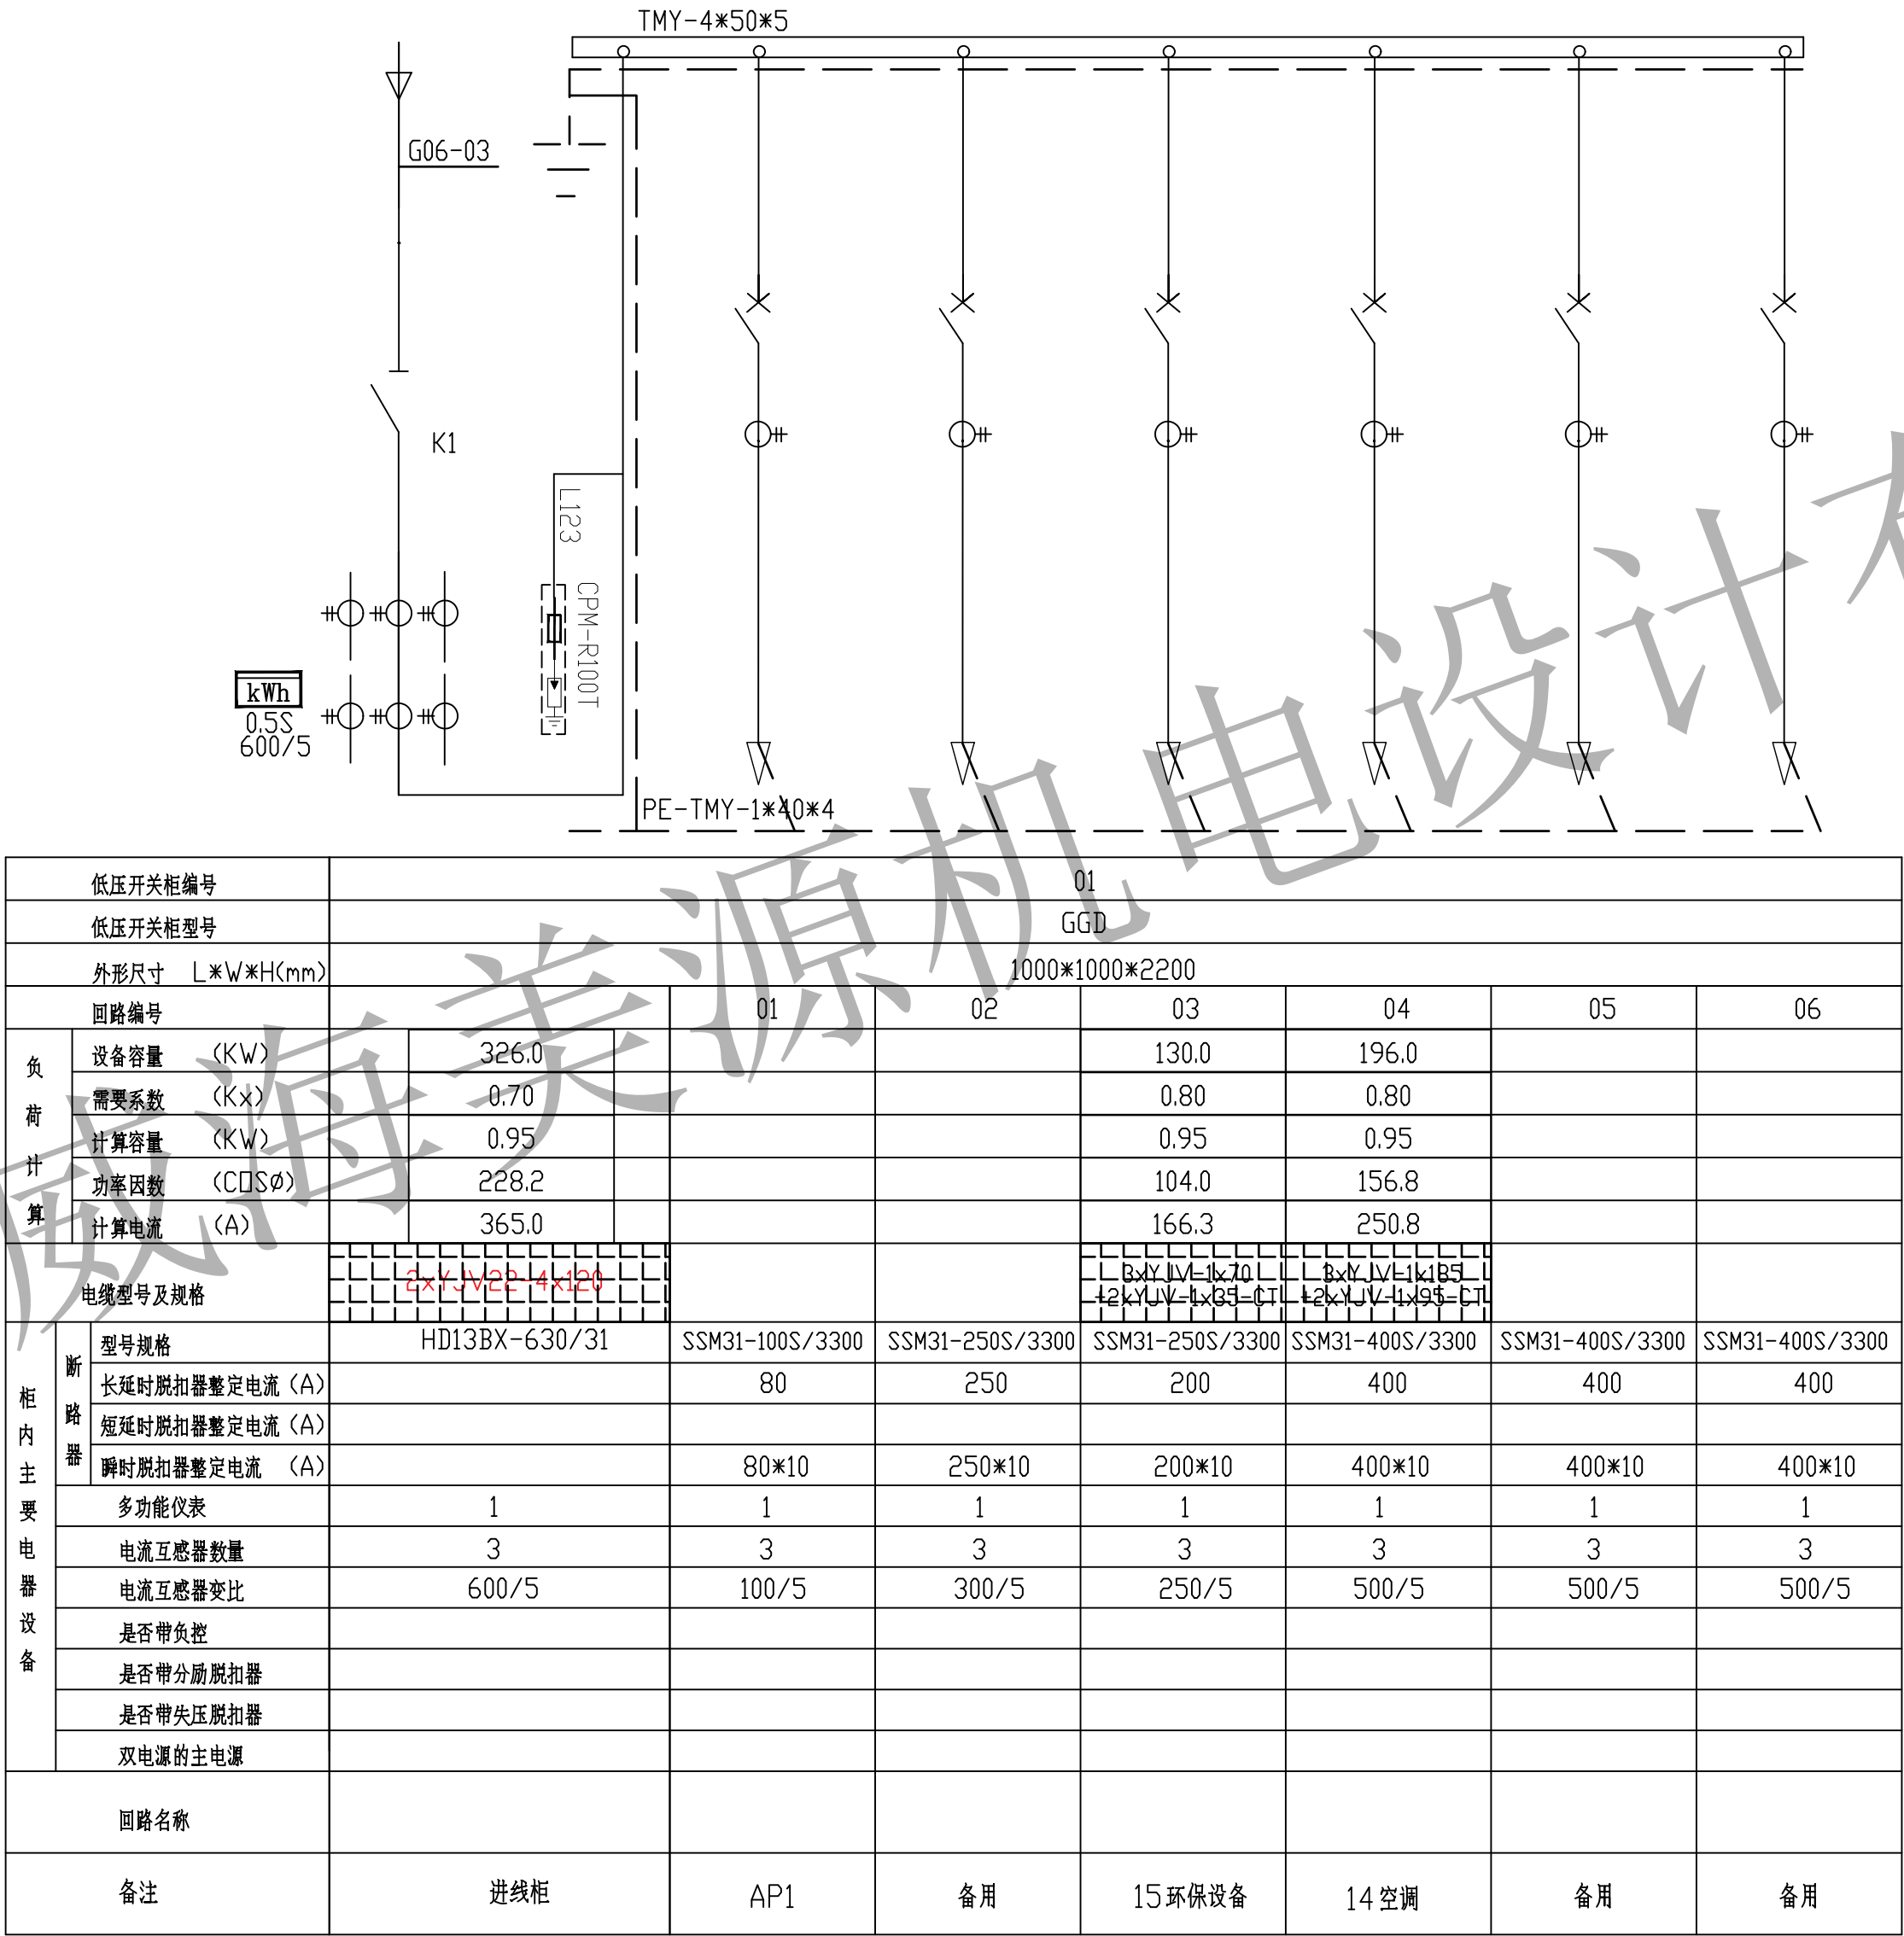 TMY-4*50*5
G06-03
K1
L123
CPM-R100T
kWh
0.5S
600/5
PE-TMY-1*40*4
威海美源机电设计
低压开关柜编号 01
低压开关柜型号 GGD
外形尺寸 L*W*H(mm) 1000*1000*2200
回路编号 01 02 03 04 05 06
负荷计算
设备容量 (KW) 326.0 130.0 196.0
需要系数 (Kx) 0.70 0.80 0.80
计算容量 (KW) 0.95 0.95 0.95
功率因数 (COSØ) 228.2 104.0 156.8
计算电流 (A) 365.0 166.3 250.8
电缆型号及规格 2xYJV22-4x120
3xYJV-1x70
+2xYJV-1x35-CT
3xYJV-1x185
+2xYJV-1x95-CT
柜内主要电器设备
断路器
型号规格 HD13BX-630/31 SSM31-100S/3300 SSM31-250S/3300 SSM31-250S/3300 SSM31-400S/3300 SSM31-400S/3300 SSM31-400S/3300
长延时脱扣器整定电流 (A) 80 250 200 400 400 400
短延时脱扣器整定电流 (A)
瞬时脱扣器整定电流 (A) 80*10 250*10 200*10 400*10 400*10 400*10
多功能仪表 1 1 1 1 1 1 1
电流互感器数量 3 3 3 3 3 3 3
电流互感器变比 600/5 100/5 300/5 250/5 500/5 500/5 500/5
是否带负控
是否带分励脱扣器
是否带失压脱扣器
双电源的主电源
回路名称
备注 进线柜 AP1 备用 15环保设备 14空调 备用 备用